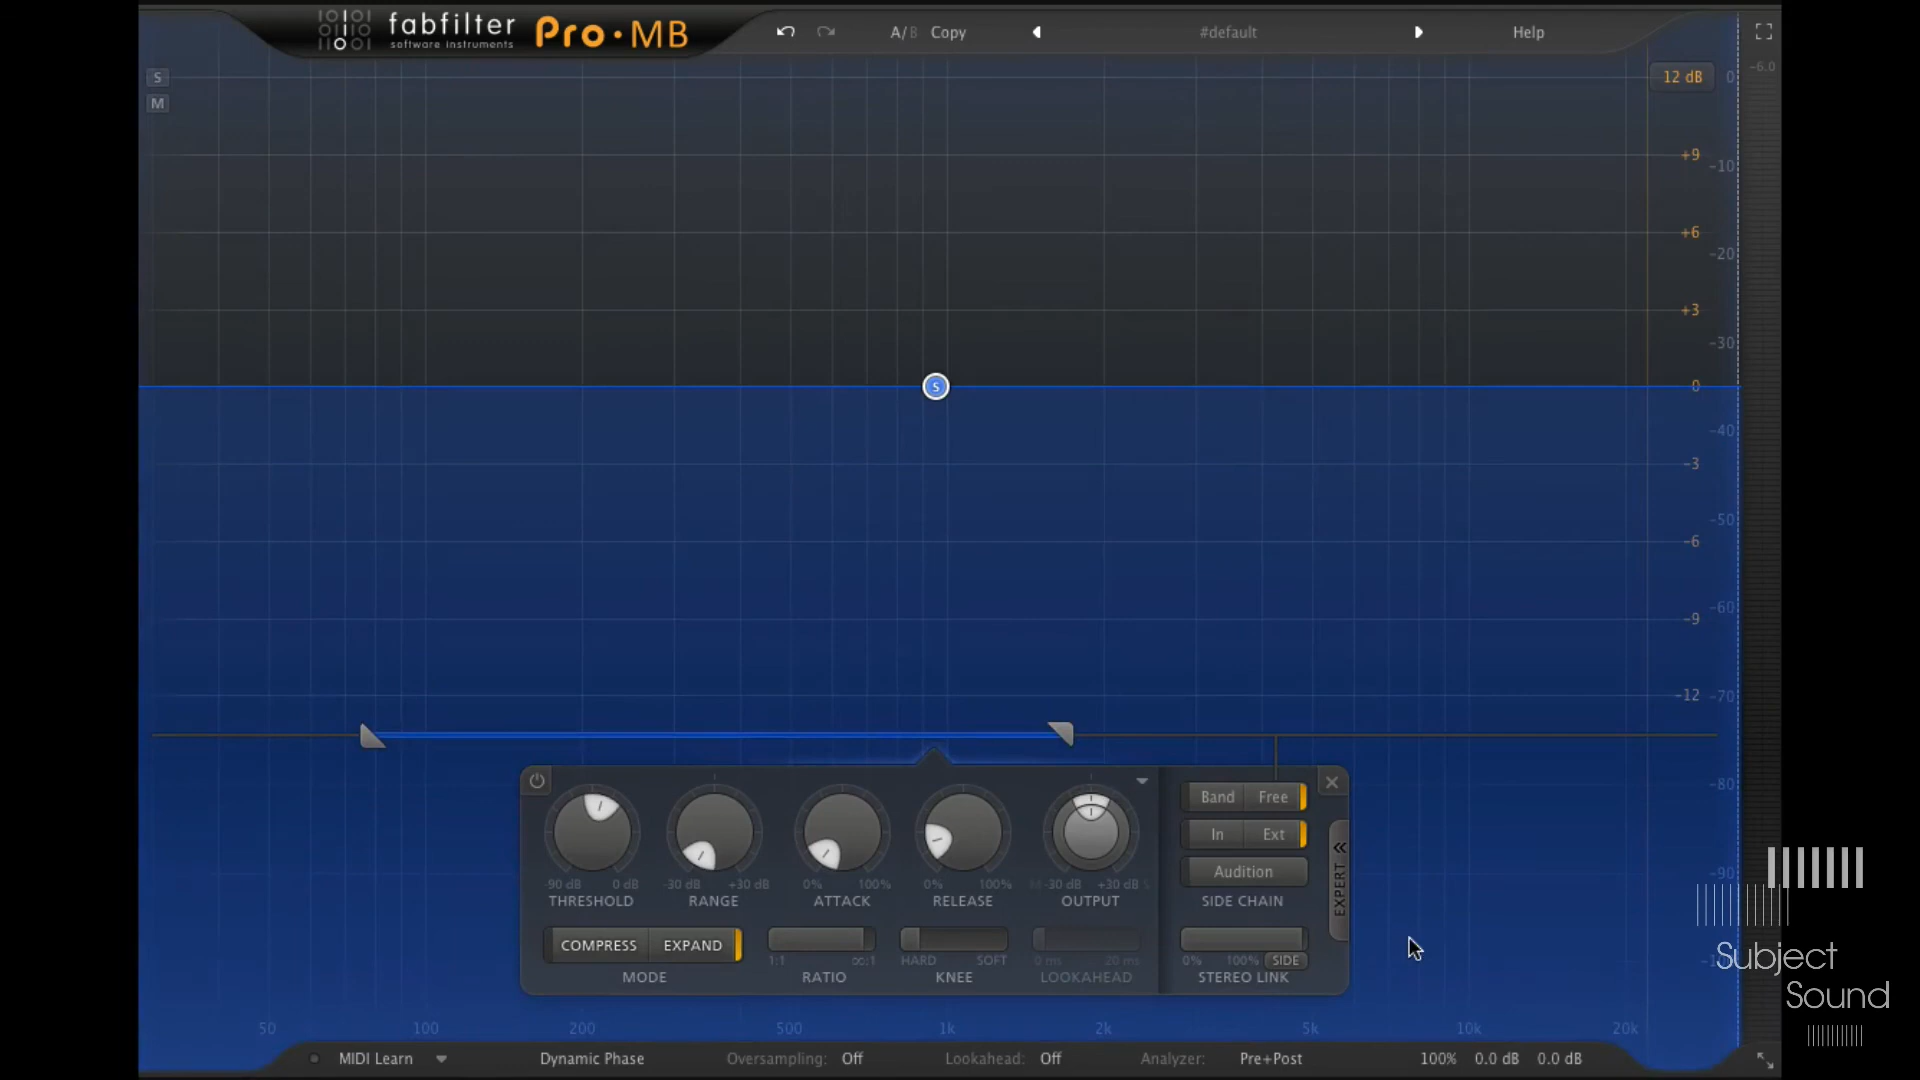 fabfilter
software instruments
Pro·MB
A/B Copy
#default
Help
S
M
12 dB
0
-6.0
+9
-10
+6
-20
+3
-30
S
0
-40
-3
-50
-6
-60
-9
-12
-70
-80
-90
-90 dB 0 dB
THRESHOLD
-30 dB +30 dB
RANGE
0% 100%
ATTACK
0% 100%
RELEASE
-30 dB +30 dB
OUTPUT
Band Free
In Ext
Audition
SIDE CHAIN
EXPERT
COMPRESS EXPAND
MODE
1:1 ∞:1
RATIO
HARD SOFT
KNEE
0 ms 20 ms
LOOKAHEAD
0% 100% SIDE
STEREO LINK
Subject
Sound
50 100 200 500 1k 2k 5k 10k 20k
MIDI Learn
Dynamic Phase
Oversampling: Off
Lookahead: Off
Analyzer: Pre+Post
100% 0.0 dB 0.0 dB